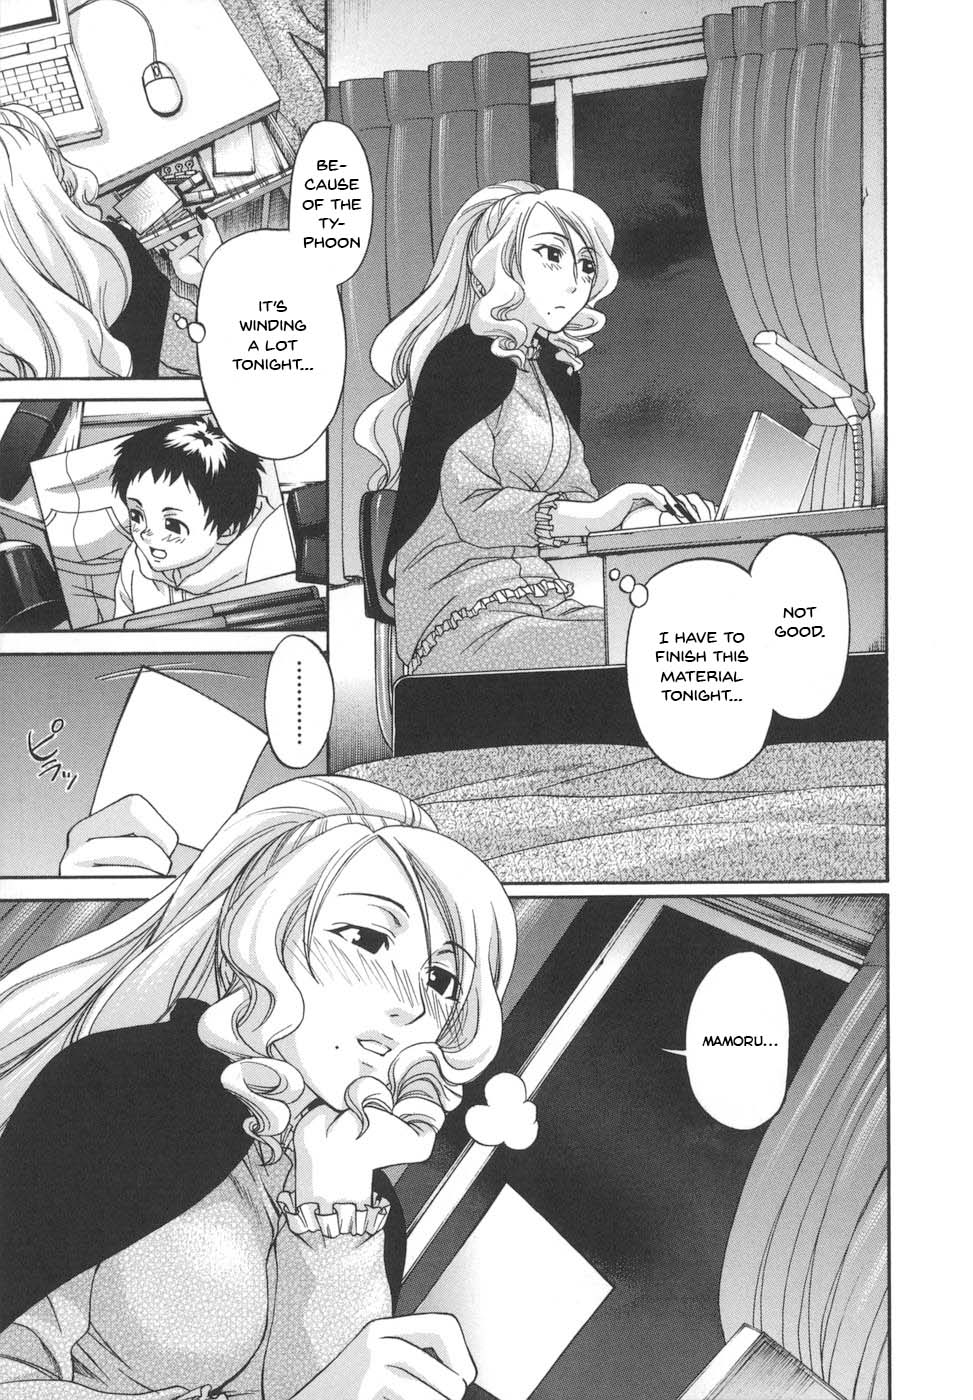 BE-
CAUSE
OF THE
TY-
PHOON
IT'S
WINDING
A LOT
TONIGHT...
NOT
GOOD.
I HAVE TO
FINISH THIS
MATERIAL
TONIGHT...
.........
ピラッ
MAMORU...